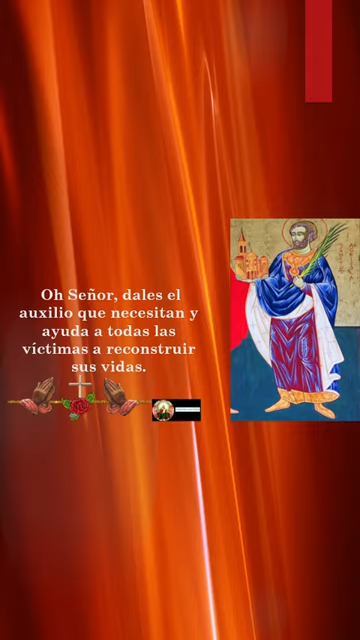 Oh Señor, dales el
auxilio que necesitan y
ayuda a todas las
víctimas a reconstruir
sus vidas.